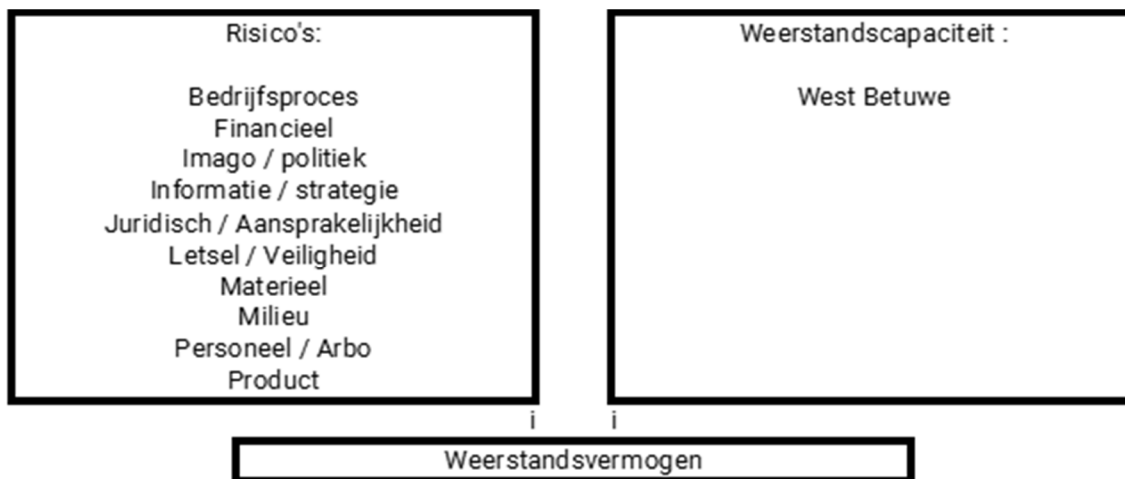 Risico's:
Bedrijfsproces
Financieel
Imago / politiek
Informatie / strategie
Juridisch / Aansprakelijkheid
Letsel / Veiligheid
Materieel
Milieu
Personeel / Arbo
Product
Weerstandscapaciteit :
West Betuwe
i
i
Weerstandsvermogen